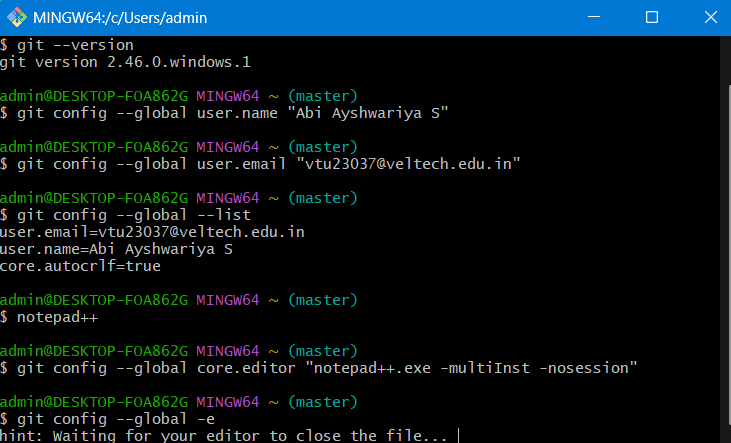 MINGW64:/c/Users/admin
$ git --version
git version 2.46.0.windows.1
admin@DESKTOP-FOA862G MINGW64 ~ (master)
$ git config --global user.name "Abi Ayshwariya S"
admin@DESKTOP-FOA862G MINGW64 ~ (master)
$ git config --global user.email "vtu23037@veltech.edu.in"
admin@DESKTOP-FOA862G MINGW64 ~ (master)
$ git config --global --list
user.email=vtu23037@veltech.edu.in
user.name=Abi Ayshwariya S
core.autocrlf=true
admin@DESKTOP-FOA862G MINGW64 ~ (master)
$ notepad++
admin@DESKTOP-FOA862G MINGW64 ~ (master)
$ git config --global core.editor "notepad++.exe -multiInst -nosession"
admin@DESKTOP-FOA862G MINGW64 ~ (master)
$ git config --global -e
hint: Waiting for your editor to close the file...